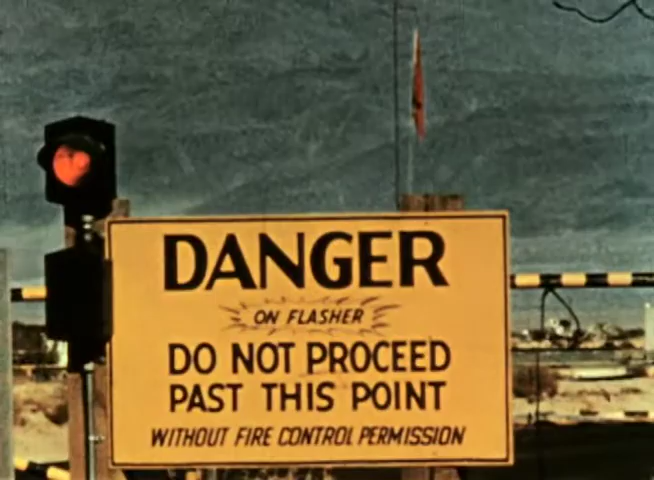 DANGER
ON FLASHER
DO NOT PROCEED
PAST THIS POINT
WITHOUT FIRE CONTROL PERMISSION